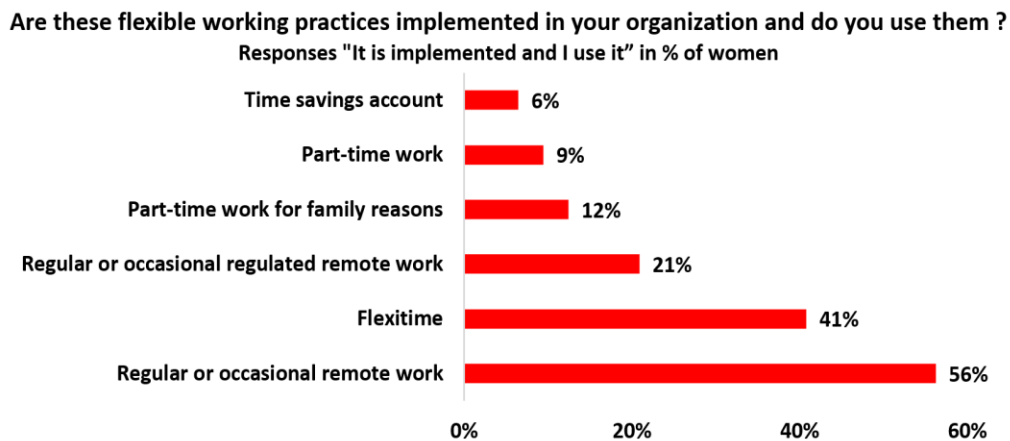 Are these flexible working practices implemented in your organization and do you use them ?
Responses "It is implemented and I use it” in % of women
Time savings account 6%
Part-time work 9%
Part-time work for family reasons 12%
Regular or occasional regulated remote work 21%
Flexitime 41%
Regular or occasional remote work 56%
0% 20% 40% 60%